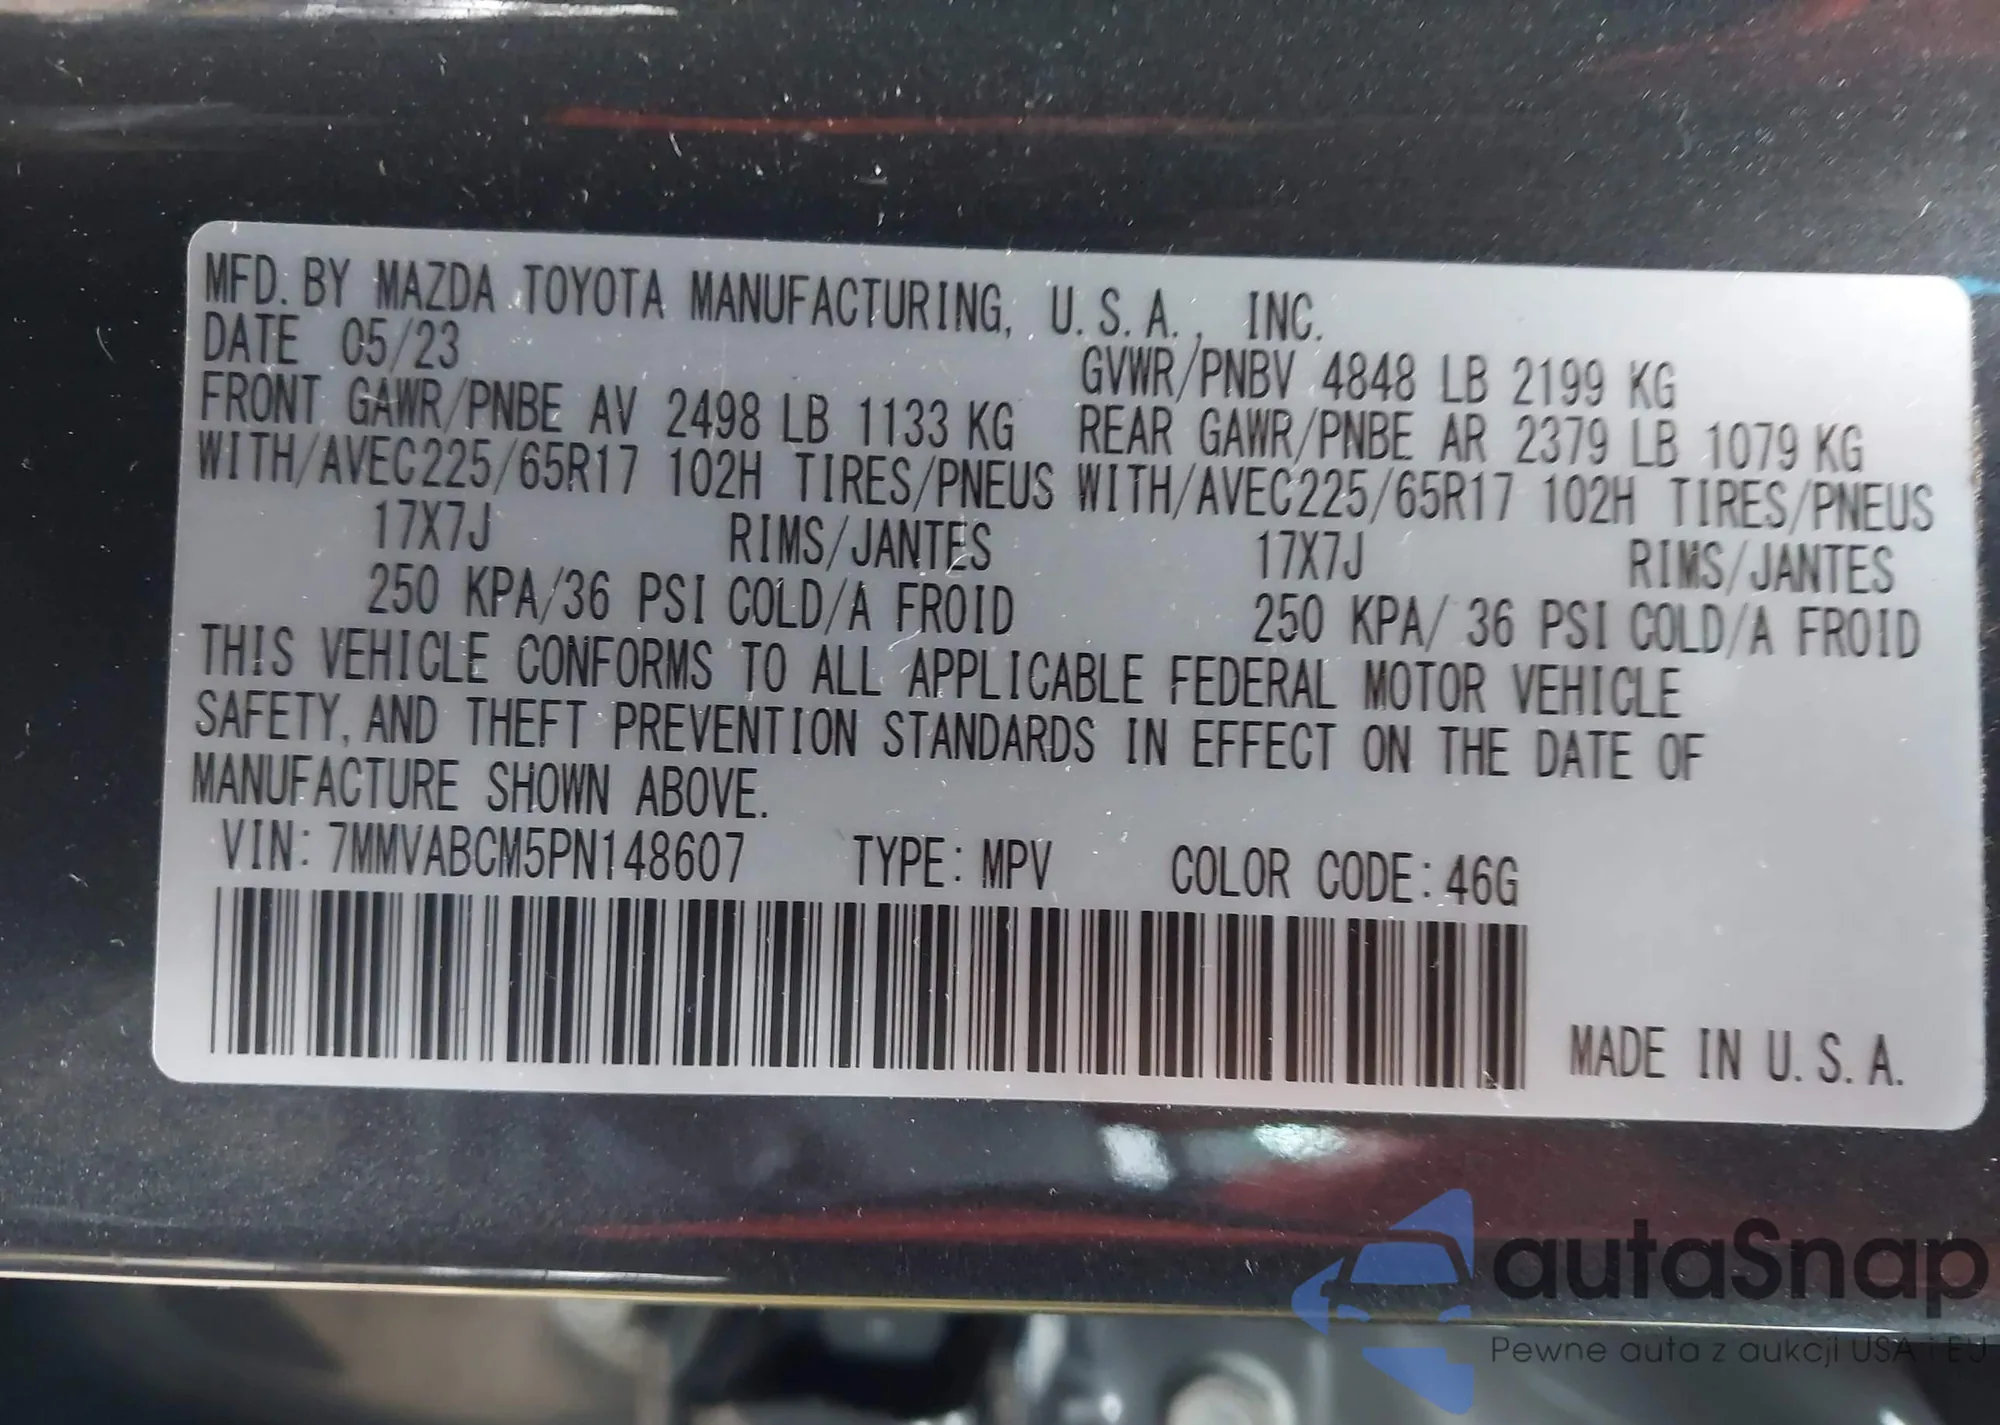 MFD. BY MAZDA TOYOTA MANUFACTURING, U.S.A., INC.
DATE 05/23 GVWR/PNBV 4848 LB 2199 KG
FRONT GAWR/PNBE AV 2498 LB 1133 KG REAR GAWR/PNBE AR 2379 LB 1079 KG
WITH/AVEC225/65R17 102H TIRES/PNEUS WITH/AVEC225/65R17 102H TIRES/PNEUS
17X7J RIMS/JANTES 17X7J RIMS/JANTES
250 KPA/36 PSI COLD/A FROID 250 KPA/ 36 PSI COLD/A FROID
THIS VEHICLE CONFORMS TO ALL APPLICABLE FEDERAL MOTOR VEHICLE
SAFETY, AND THEFT PREVENTION STANDARDS IN EFFECT ON THE DATE OF
MANUFACTURE SHOWN ABOVE.
VIN: 7MMVABCM5PN148607 TYPE: MPV COLOR CODE: 46G
MADE IN U.S.A.
autaSnap
Pewne auta z aukcji USA i EU